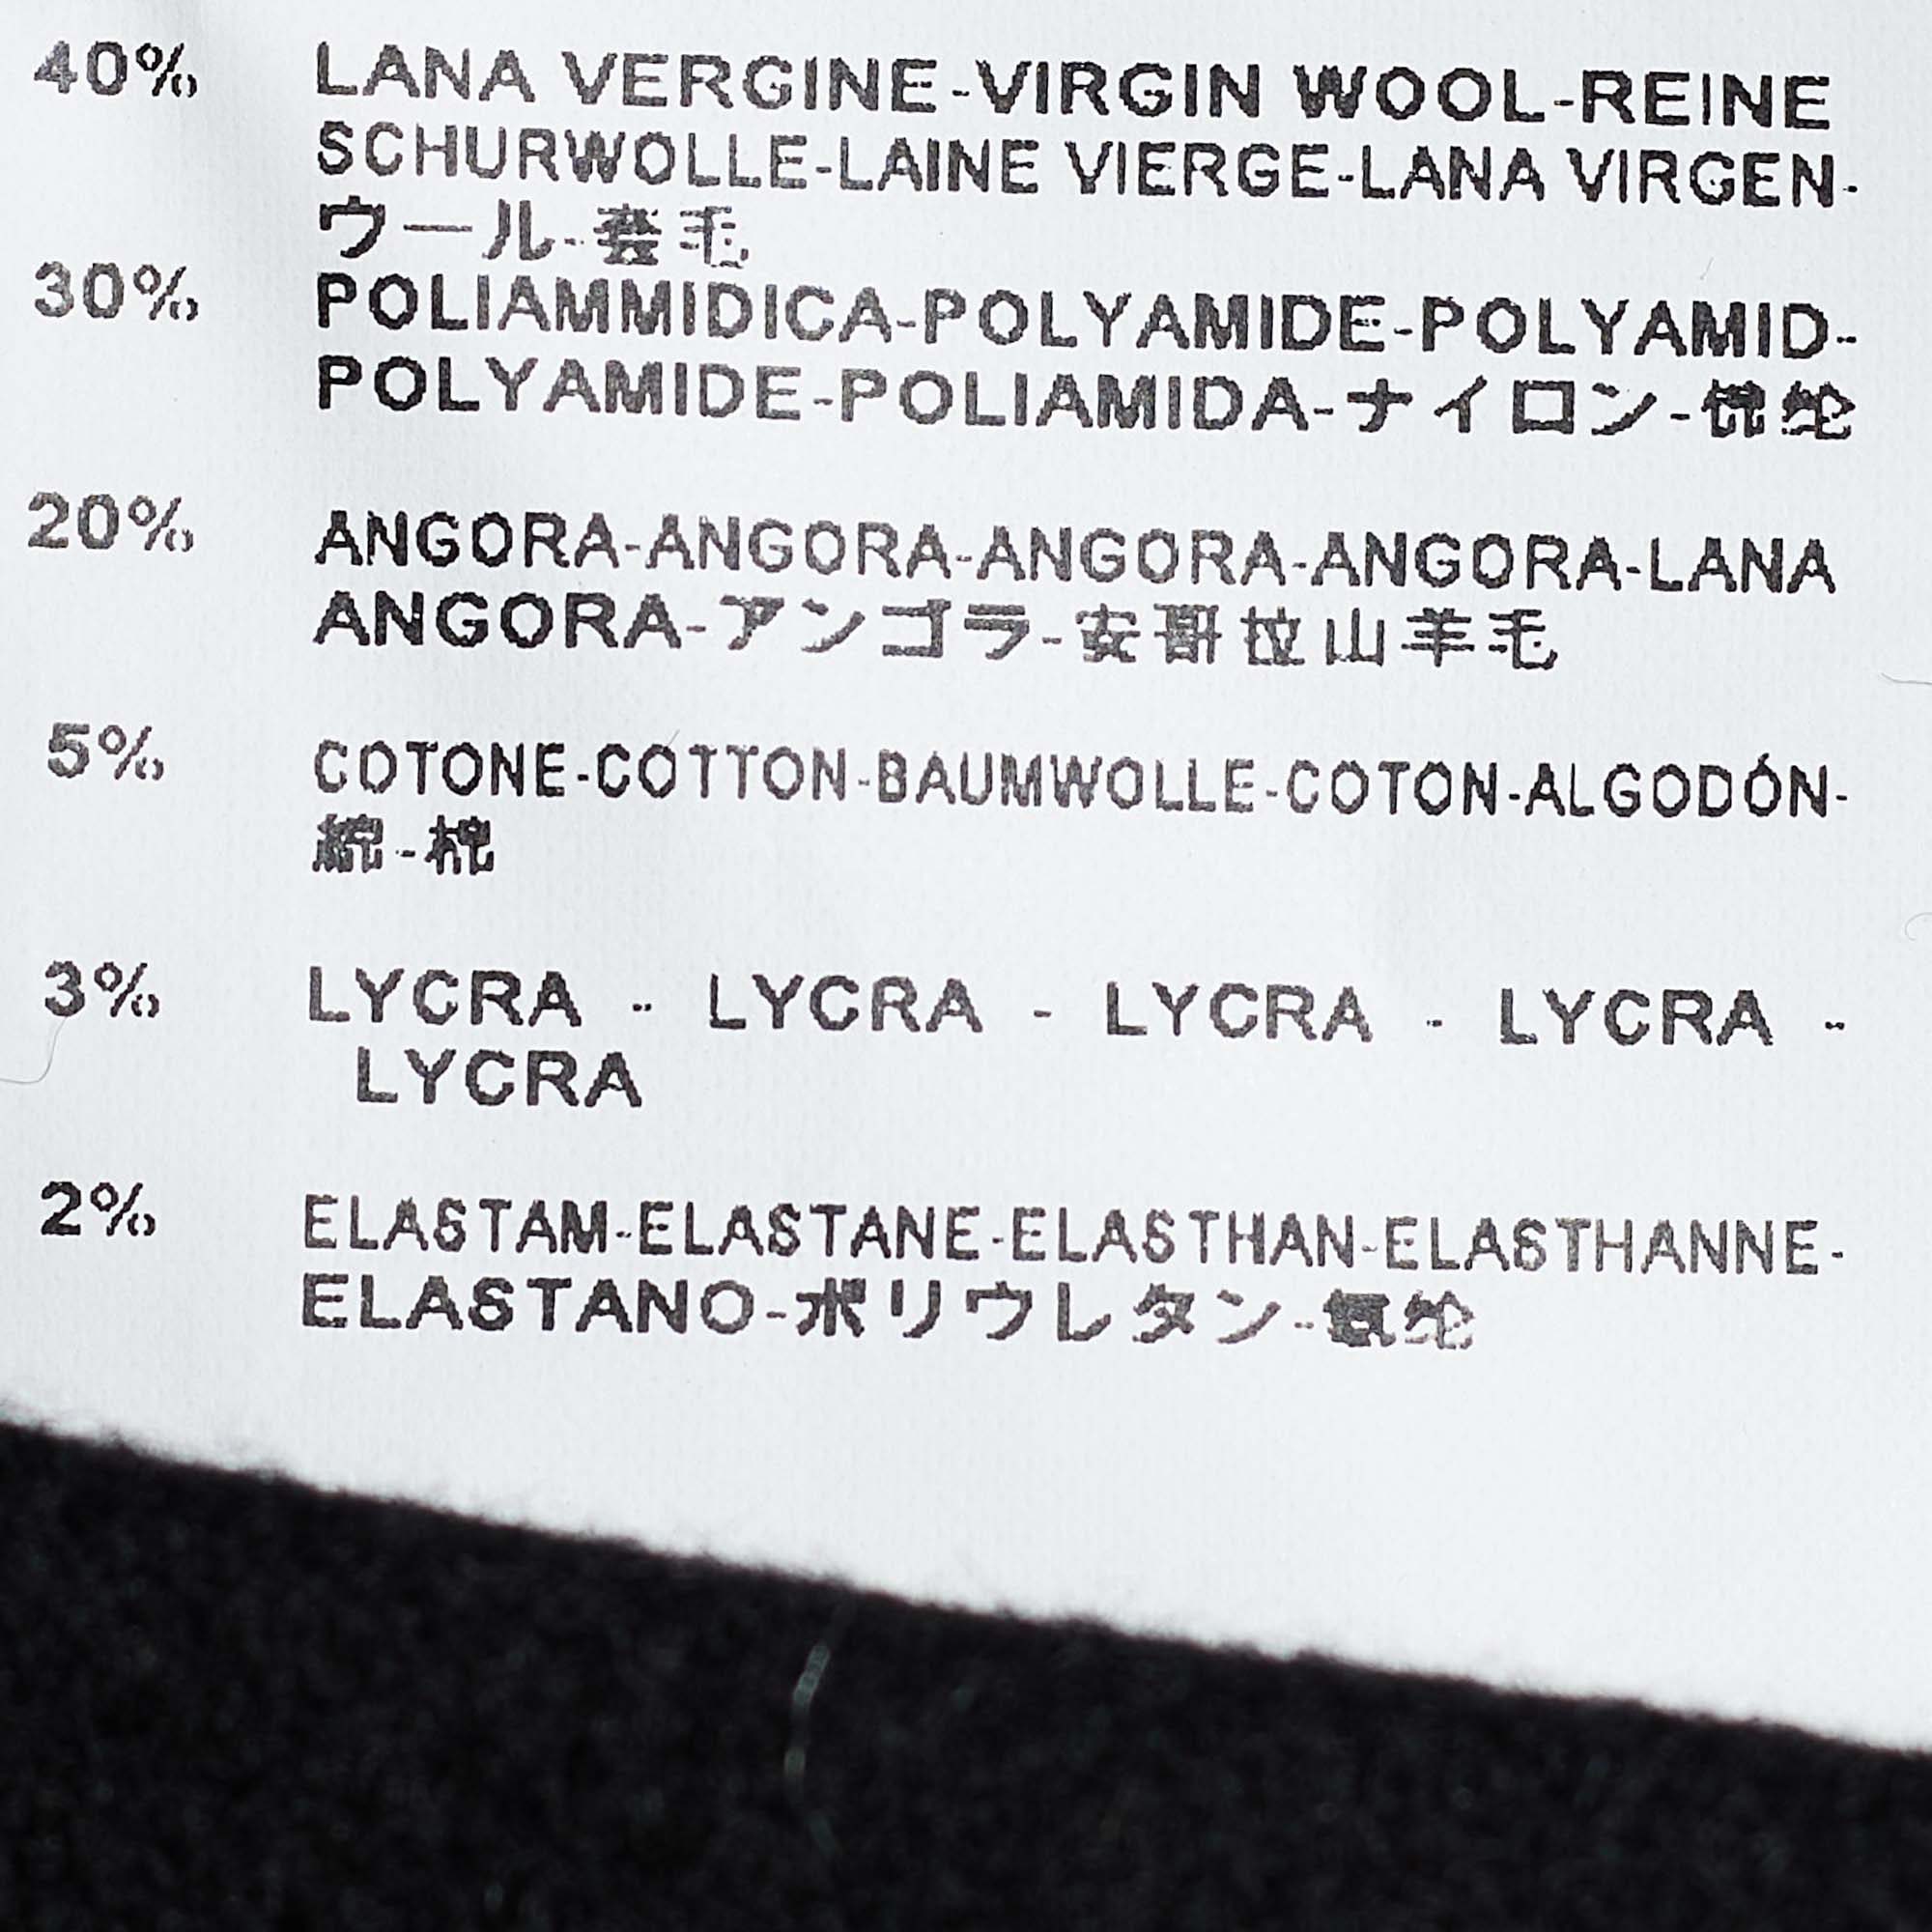 40% LANA VERGINE-VIRGIN WOOL-REINE
SCHURWOLLE-LAINE VIERGE-LANA VIRGEN-
ウール-羊毛
30% POLIAMMIDICA-POLYAMIDE-POLYAMID-
POLYAMIDE-POLIAMIDA-ナイロン-锦纶
20% ANGORA-ANGORA-ANGORA-ANGORA-LANA
ANGORA-アンゴラ-安哥拉山羊毛
5% COTONE-COTTON-BAUMWOLLE-COTON-ALGODÓN-
綿-棉
3% LYCRA - LYCRA - LYCRA - LYCRA -
LYCRA
2% ELASTAM-ELASTANE-ELASTHAN-ELASTHANNE-
ELASTANO-ポリウレタン-氨纶